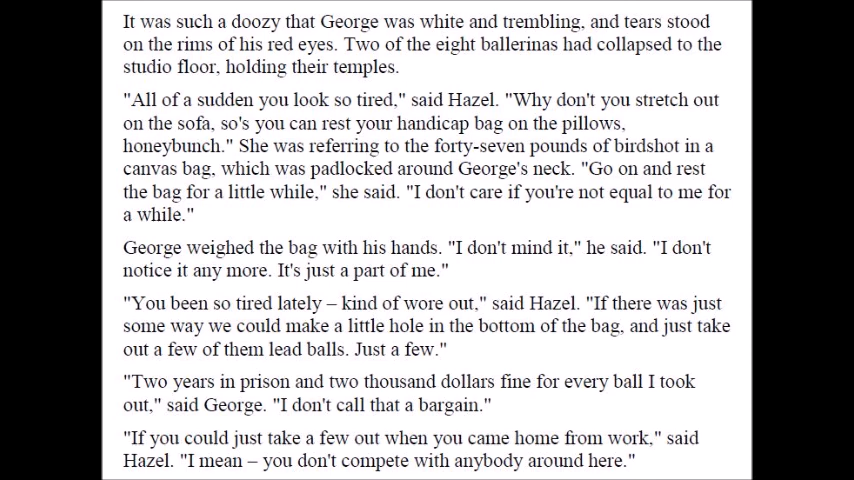 It was such a doozy that George was white and trembling, and tears stood
on the rims of his red eyes. Two of the eight ballerinas had collapsed to the
studio floor, holding their temples.
"All of a sudden you look so tired," said Hazel. "Why don't you stretch out
on the sofa, so's you can rest your handicap bag on the pillows,
honeybunch." She was referring to the forty-seven pounds of birdshot in a
canvas bag, which was padlocked around George's neck. "Go on and rest
the bag for a little while," she said. "I don't care if you're not equal to me for
a while."
George weighed the bag with his hands. "I don't mind it," he said. "I don't
notice it any more. It's just a part of me."
"You been so tired lately – kind of wore out," said Hazel. "If there was just
some way we could make a little hole in the bottom of the bag, and just take
out a few of them lead balls. Just a few."
"Two years in prison and two thousand dollars fine for every ball I took
out," said George. "I don't call that a bargain."
"If you could just take a few out when you came home from work," said
Hazel. "I mean – you don't compete with anybody around here."